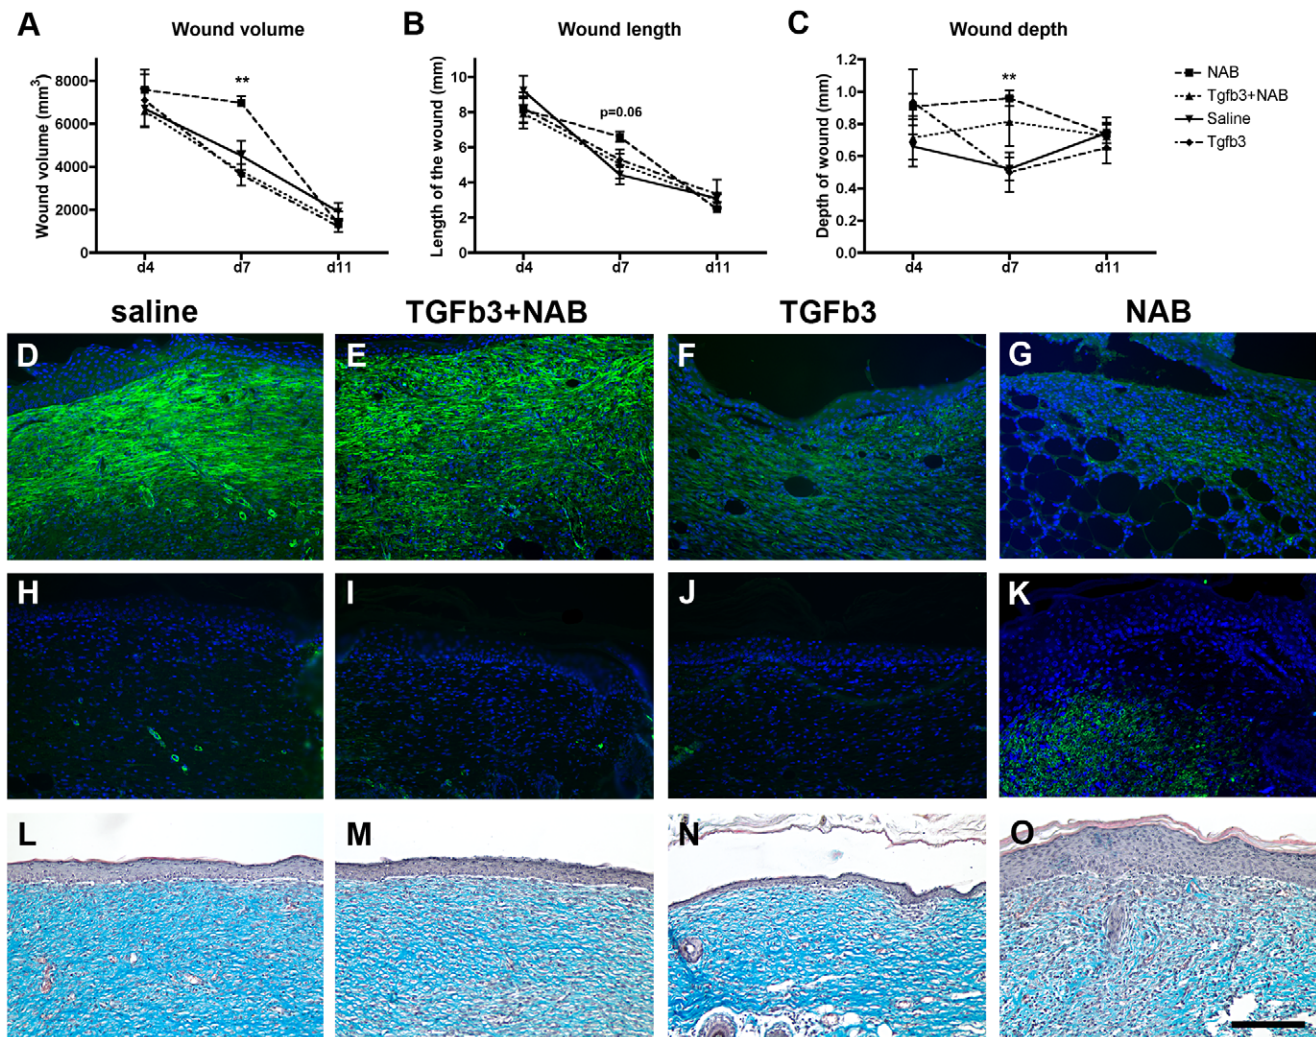 A Wound volume
Wound volume (mm3)
8000
6000
4000
2000
0
d4 d7 d11
**
B Wound length
Length of the wound (mm)
10
8
6
4
2
0
d4 d7 d11
p=0.06
C Wound depth
Depth of wound (mm)
1.2
1.0
0.8
0.6
0.4
0.2
0.0
d4 d7 d11
**
NAB
Tgfb3+NAB
Saline
Tgfb3
saline TGFb3+NAB TGFb3 NAB
D E F G
H I J K
L M N O